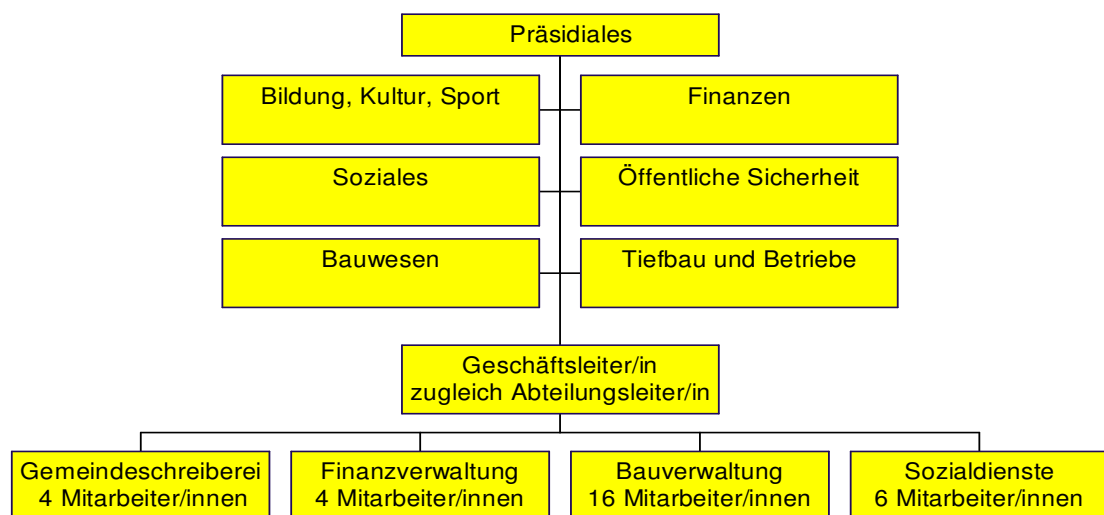 Präsidiales
Bildung, Kultur, Sport
Finanzen
Soziales
Öffentliche Sicherheit
Bauwesen
Tiefbau und Betriebe
Geschäftsleiter/in
zugleich Abteilungsleiter/in
Gemeindeschreiberei
4 Mitarbeiter/innen
Finanzverwaltung
4 Mitarbeiter/innen
Bauverwaltung
16 Mitarbeiter/innen
Sozialdienste
6 Mitarbeiter/innen